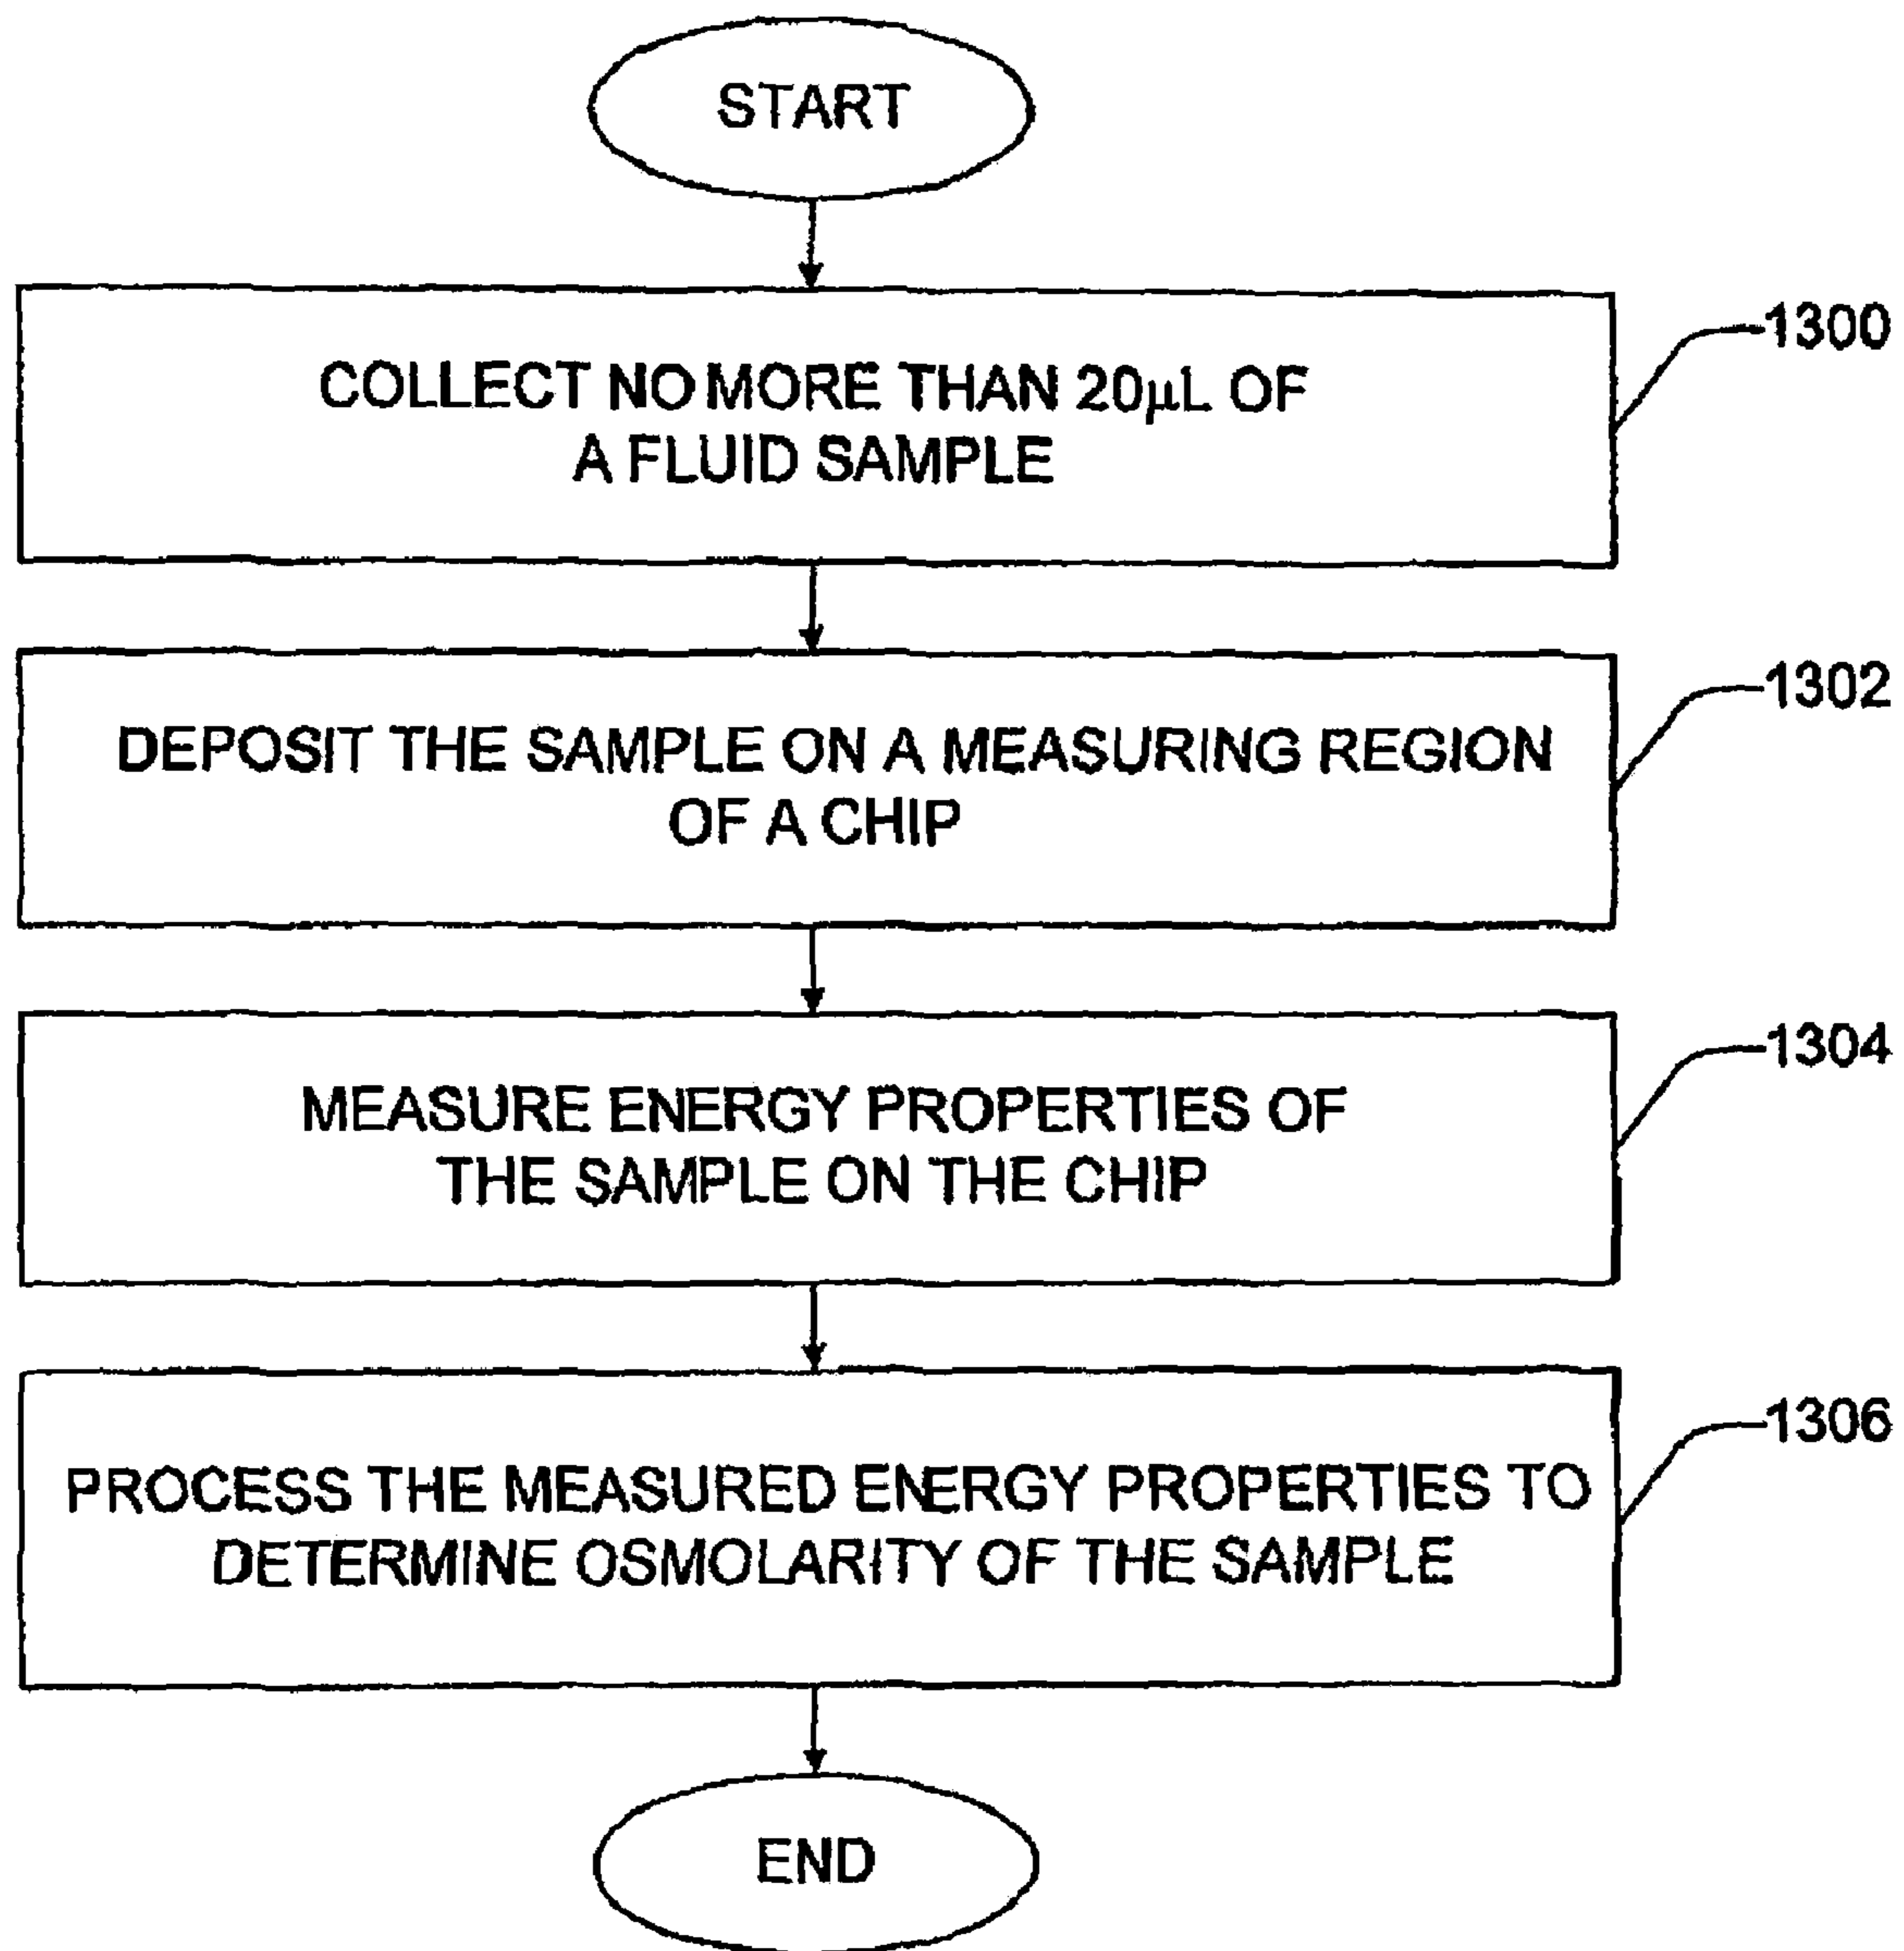 START
COLLECT NO MORE THAN 20μL OF
A FLUID SAMPLE
1300
DEPOSIT THE SAMPLE ON A MEASURING REGION
OF A CHIP
1302
MEASURE ENERGY PROPERTIES OF
THE SAMPLE ON THE CHIP
1304
PROCESS THE MEASURED ENERGY PROPERTIES TO
DETERMINE OSMOLARITY OF THE SAMPLE
1306
END